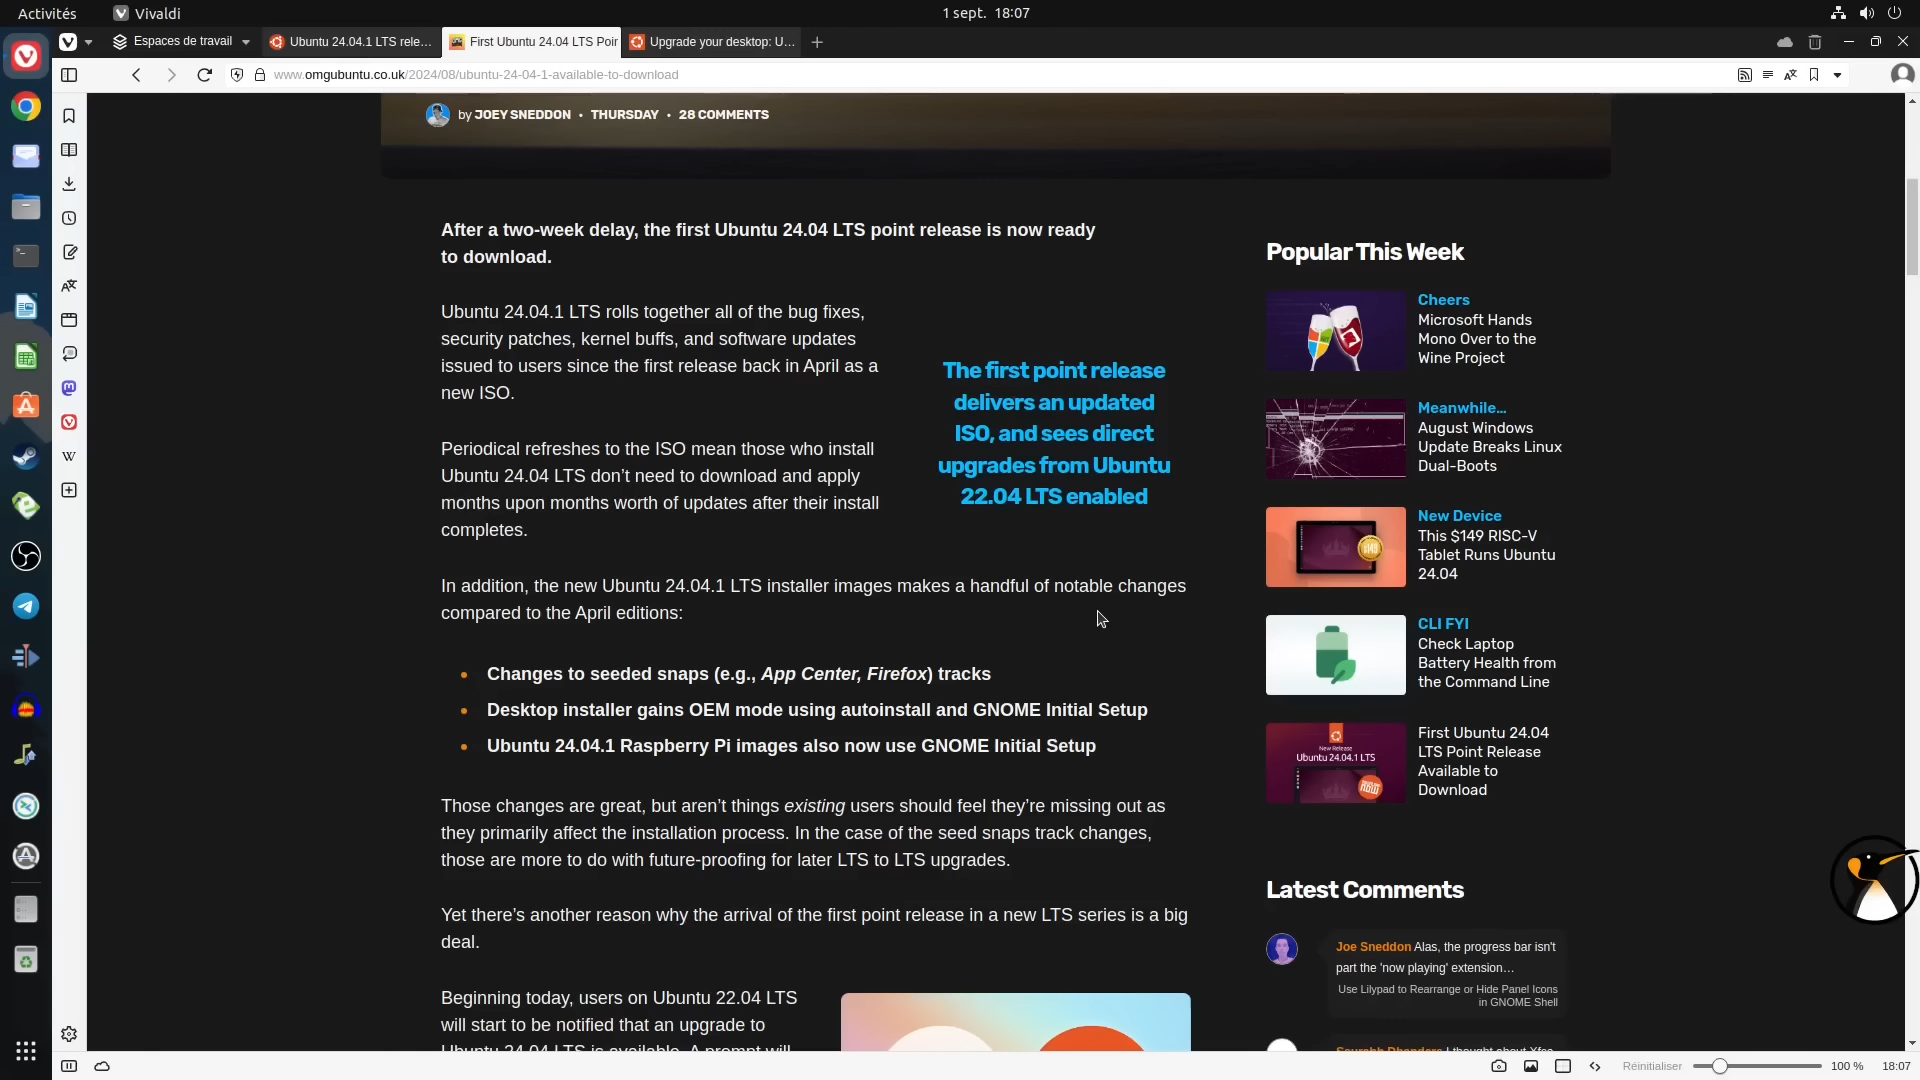 Activités
Vivaldi
1 sept. 18:07
Espaces de travail
Ubuntu 24.04.1 LTS rele…
First Ubuntu 24.04 LTS Poir
Upgrade your desktop: U…
www.omgubuntu.co.uk/2024/08/ubuntu-24-04-1-available-to-download
by JOEY SNEDDON • THURSDAY • 28 COMMENTS
After a two-week delay, the first Ubuntu 24.04 LTS point release is now ready
to download.
Ubuntu 24.04.1 LTS rolls together all of the bug fixes,
security patches, kernel buffs, and software updates
issued to users since the first release back in April as a
new ISO.
The first point release
delivers an updated
ISO, and sees direct
upgrades from Ubuntu
22.04 LTS enabled
Periodical refreshes to the ISO mean those who install
Ubuntu 24.04 LTS don’t need to download and apply
months upon months worth of updates after their install
completes.
In addition, the new Ubuntu 24.04.1 LTS installer images makes a handful of notable changes
compared to the April editions:
• Changes to seeded snaps (e.g., App Center, Firefox) tracks
• Desktop installer gains OEM mode using autoinstall and GNOME Initial Setup
• Ubuntu 24.04.1 Raspberry Pi images also now use GNOME Initial Setup
Those changes are great, but aren’t things existing users should feel they’re missing out as
they primarily affect the installation process. In the case of the seed snaps track changes,
those are more to do with future-proofing for later LTS to LTS upgrades.
Yet there’s another reason why the arrival of the first point release in a new LTS series is a big
deal.
Beginning today, users on Ubuntu 22.04 LTS
will start to be notified that an upgrade to
Ubuntu 24.04 LTS is available. A prompt will
Popular This Week
Cheers
Microsoft Hands
Mono Over to the
Wine Project
Meanwhile…
August Windows
Update Breaks Linux
Dual-Boots
New Device
This $149 RISC-V
Tablet Runs Ubuntu
24.04
$149
CLI FYI
Check Laptop
Battery Health from
the Command Line
New Release
Ubuntu 24.04.1 LTS
First Ubuntu 24.04
LTS Point Release
Available to
Download
Latest Comments
Joe Sneddon Alas, the progress bar isn't
part the 'now playing' extension…
Use Lilypad to Rearrange or Hide Panel Icons
in GNOME Shell
W
Réinitialiser
100 %
18:07